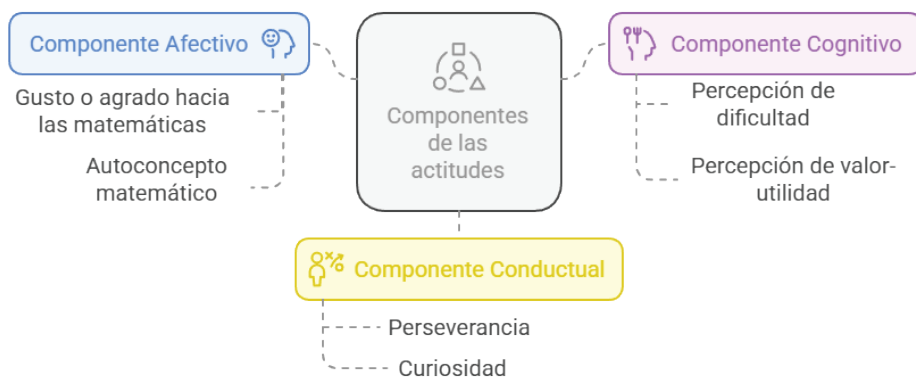 Componente Afectivo
Gusto o agrado hacia
las matemáticas
Autoconcepto
matemático
Componentes
de las
actitudes
Componente Cognitivo
Percepción de
dificultad
Percepción de valor-
utilidad
Componente Conductual
Perseverancia
Curiosidad